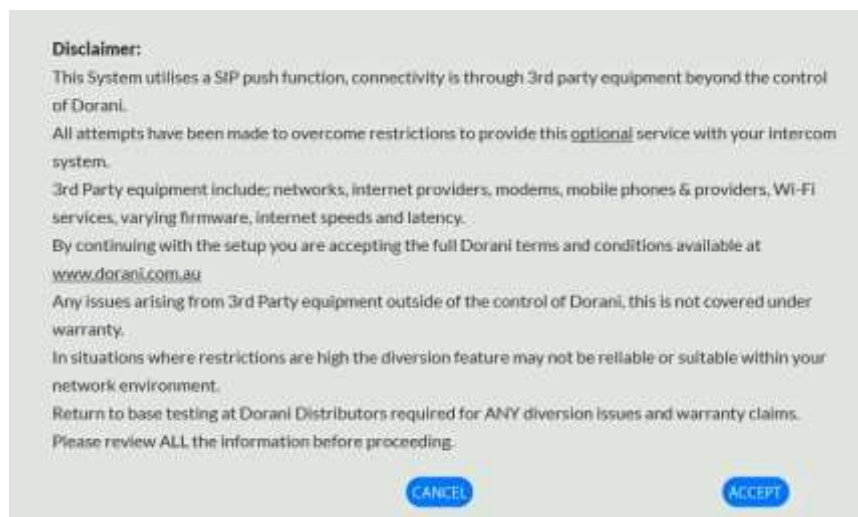 Disclaimer:
This System utilises a SIP push function, connectivity is through 3rd party equipment beyond the control
of Dorani.
All attempts have been made to overcome restrictions to provide this optional service with your intercom
system.
3rd Party equipment include; networks, internet providers, modems, mobile phones & providers, Wi-Fi
services, varying firmware, internet speeds and latency.
By continuing with the setup you are accepting the full Dorani terms and conditions available at
www.dorani.com.au
Any issues arising from 3rd Party equipment outside of the control of Dorani, this is not covered under
warranty.
In situations where restrictions are high the diversion feature may not be reliable or suitable within your
network environment.
Return to base testing at Dorani Distributors required for ANY diversion issues and warranty claims.
Please review ALL the information before proceeding.
CANCEL ACCEPT